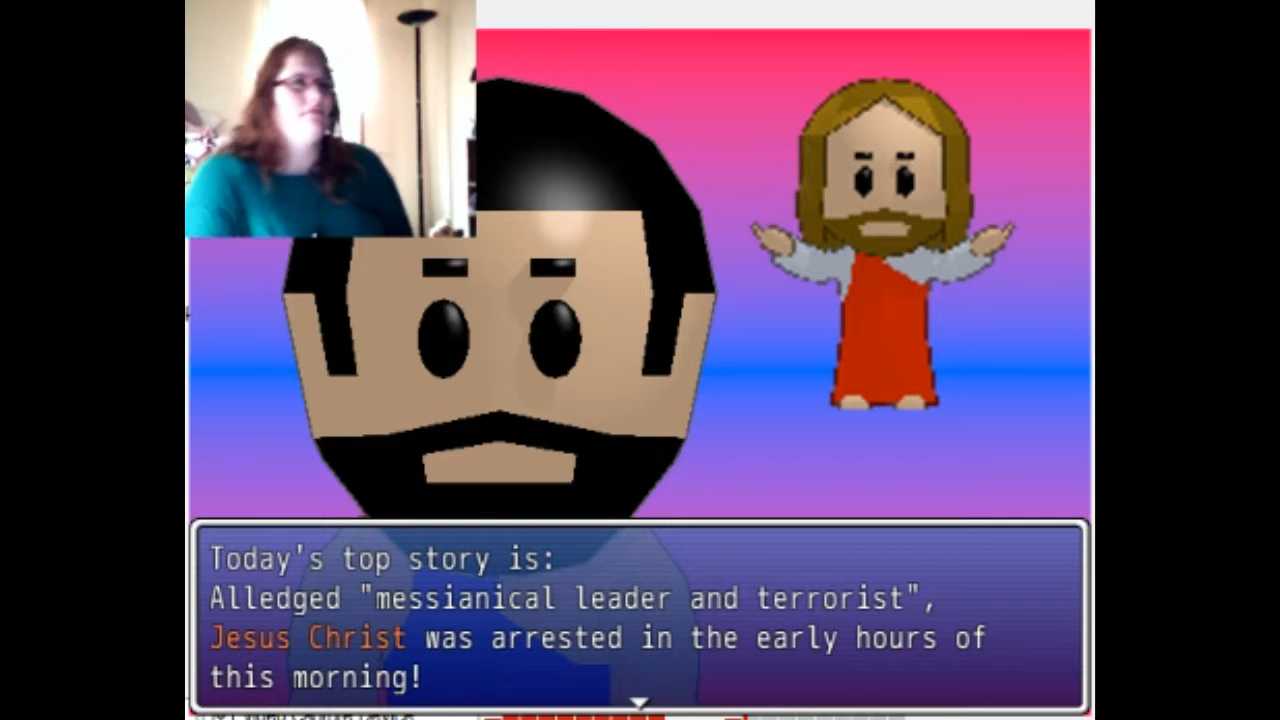 Today's top story is:
Alledged "messianical leader and terrorist",
Jesus Christ was arrested in the early hours of
this morning!